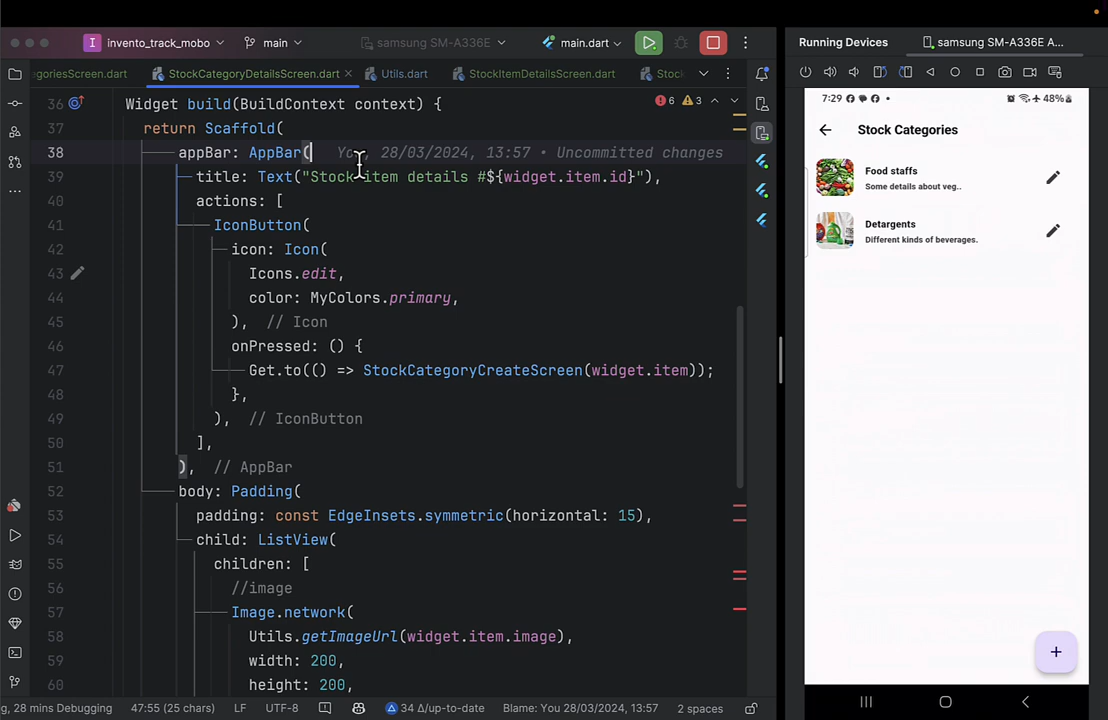 invento_track_mobo
main
samsung SM-A336E
main.dart
Running Devices
samsung SM-A336E A...
egoriesScreen.dart
StockCategoryDetailsScreen.dart
Utils.dart
StockItemDetailsScreen.dart
Stock
36 Widget build(BuildContext context) {
6 3
37 return Scaffold(
38 appBar: AppBar( You, 28/03/2024, 13:57 • Uncommitted changes
39 title: Text("Stock item details #${widget.item.id}"),
40 actions: [
41 IconButton(
42 icon: Icon(
43 Icons.edit,
44 color: MyColors.primary,
45 ), // Icon
46 onPressed: () {
47 Get.to(() => StockCategoryCreateScreen(widget.item));
48 },
49 ), // IconButton
50 ],
51 ), // AppBar
52 body: Padding(
53 padding: const EdgeInsets.symmetric(horizontal: 15),
54 child: ListView(
55 children: [
56 //image
57 Image.network(
58 Utils.getImageUrl(widget.item.image),
59 width: 200,
60 height: 200,
g, 28 mins Debugging
47:55 (25 chars)
LF
UTF-8
34 Δ/up-to-date
Blame: You 28/03/2024, 13:57
2 spaces
7:29
48%
Stock Categories
Food staffs
Some details about veg..
Detargents
Different kinds of beverages.